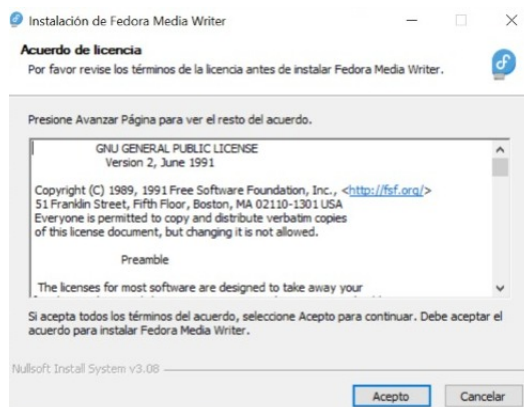 Instalación de Fedora Media Writer
Acuerdo de licencia
Por favor revise los términos de la licencia antes de instalar Fedora Media Writer.
Presione Avanzar Página para ver el resto del acuerdo.
GNU GENERAL PUBLIC LICENSE
Version 2, June 1991
Copyright (C) 1989, 1991 Free Software Foundation, Inc., <http://fsf.org/>
51 Franklin Street, Fifth Floor, Boston, MA 02110-1301 USA
Everyone is permitted to copy and distribute verbatim copies
of this license document, but changing it is not allowed.
Preamble
The licenses for most software are designed to take away your
Si acepta todos los términos del acuerdo, seleccione Acepto para continuar. Debe aceptar el
acuerdo para instalar Fedora Media Writer.
Nullsoft Install System v3.08
Acepto Cancelar